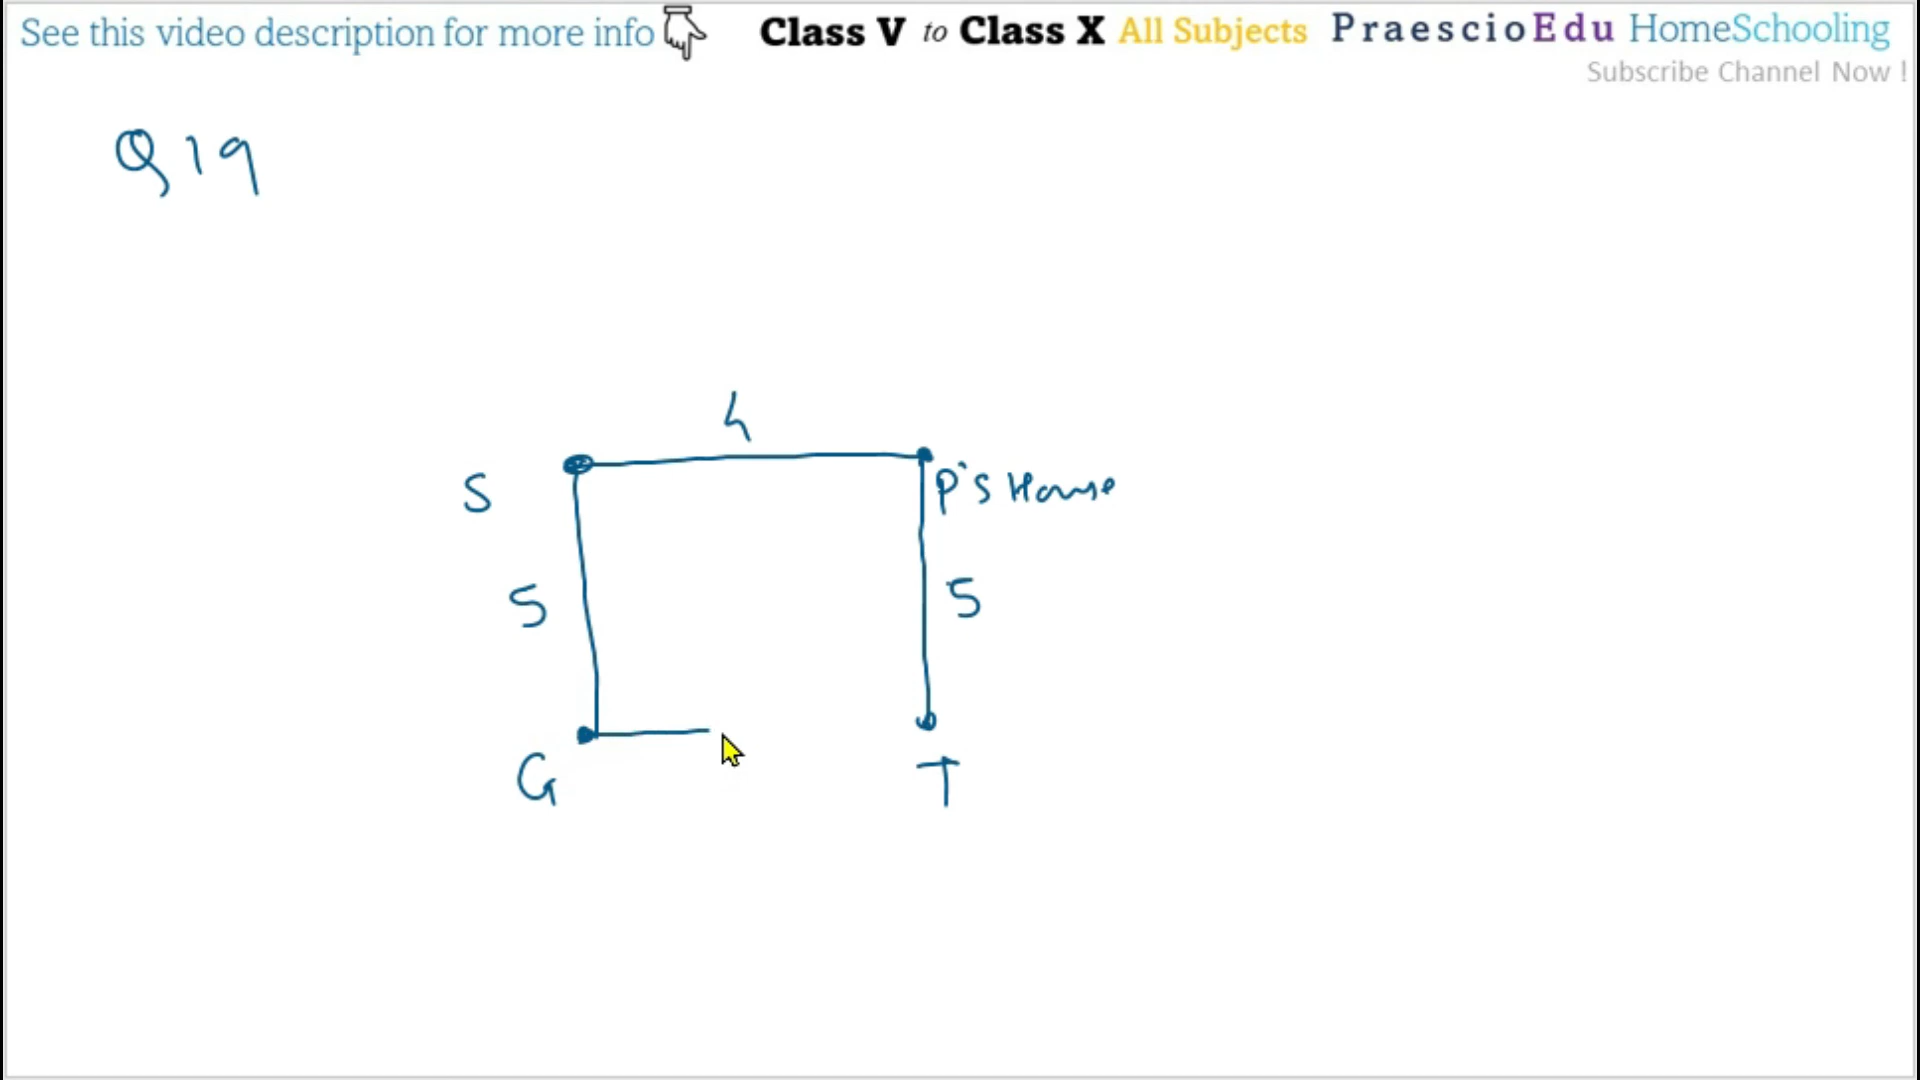 See this video description for more info Class V to Class X All Subjects PraescioEdu HomeSchooling
Subscribe Channel Now !
Q19
4
S
P's House
5
5
G
T